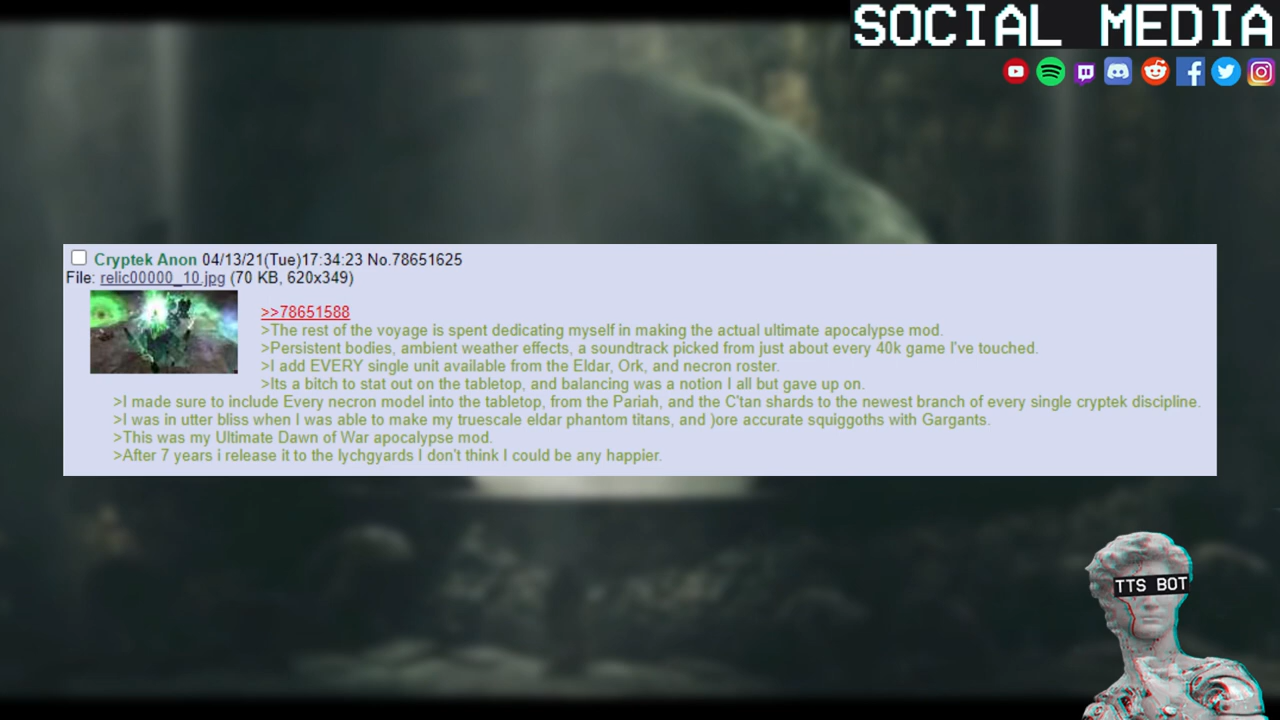 SOCIAL MEDIA
Cryptek Anon 04/13/21(Tue)17:34:23 No.78651625
File: relic00000_10.jpg (70 KB, 620x349)
>>78651588
>The rest of the voyage is spent dedicating myself in making the actual ultimate apocalypse mod.
>Persistent bodies, ambient weather effects, a soundtrack picked from just about every 40k game I've touched.
>I add EVERY single unit available from the Eldar, Ork, and necron roster.
>Its a bitch to stat out on the tabletop, and balancing was a notion I all but gave up on.
>I made sure to include Every necron model into the tabletop, from the Pariah, and the C'tan shards to the newest branch of every single cryptek discipline.
>I was in utter bliss when I was able to make my truescale eldar phantom titans, and )ore accurate squiggoths with Gargants.
>This was my Ultimate Dawn of War apocalypse mod.
>After 7 years i release it to the lychgyards I don't think I could be any happier.
TTS BOT